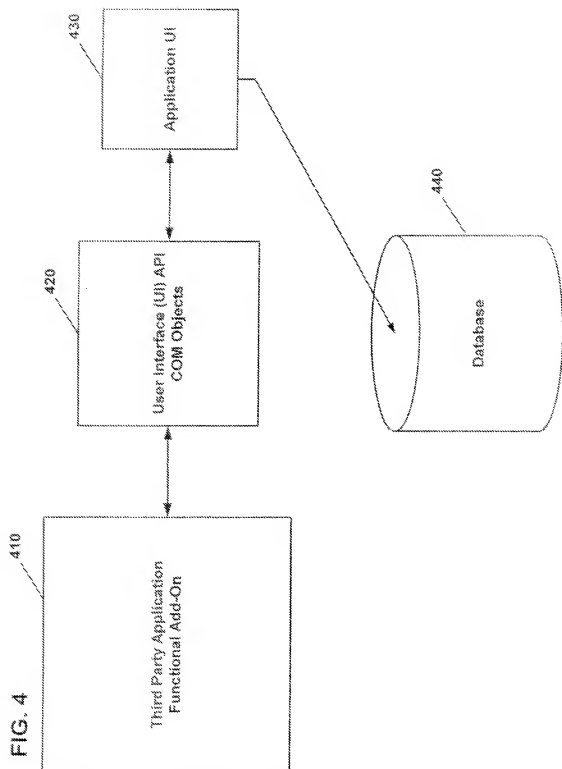 FIG. 4
410
Third Party Application
Functional Add-On
420
User Interface (UI) API
COM Objects
430
Application UI
440
Database